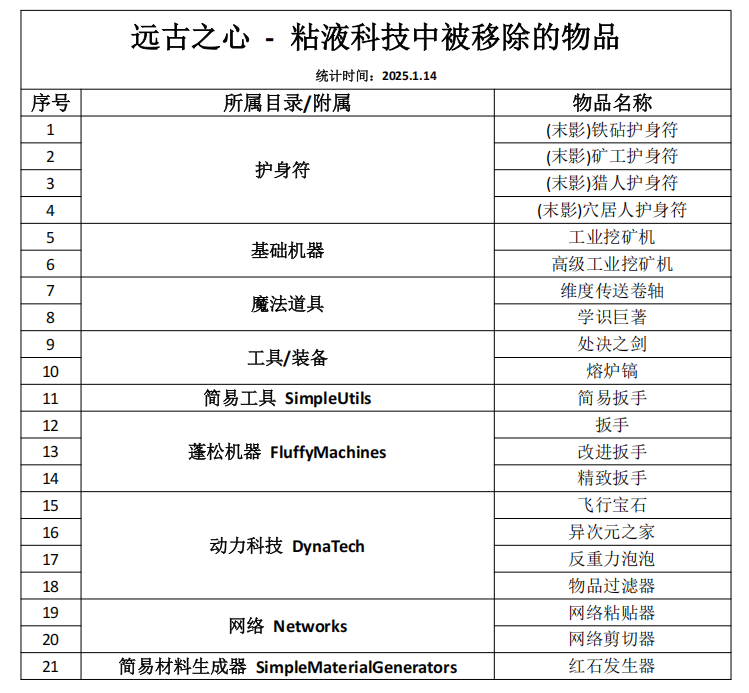 远古之心 - 粘液科技中被移除的物品
统计时间：2025.1.14
序号 所属目录/附属 物品名称
1 护身符 (末影)铁砧护身符
2 (末影)矿工护身符
3 (末影)猎人护身符
4 (末影)穴居人护身符
5 基础机器 工业挖矿机
6 高级工业挖矿机
7 魔法道具 维度传送卷轴
8 学识巨著
9 工具/装备 处决之剑
10 熔炉镐
11 简易工具 SimpleUtils 简易扳手
12 蓬松机器 FluffyMachines 扳手
13 改进扳手
14 精致扳手
15 动力科技 DynaTech 飞行宝石
16 异次元之家
17 反重力泡泡
18 物品过滤器
19 网络 Networks 网络粘贴器
20 网络剪切器
21 简易材料生成器 SimpleMaterialGenerators 红石发生器